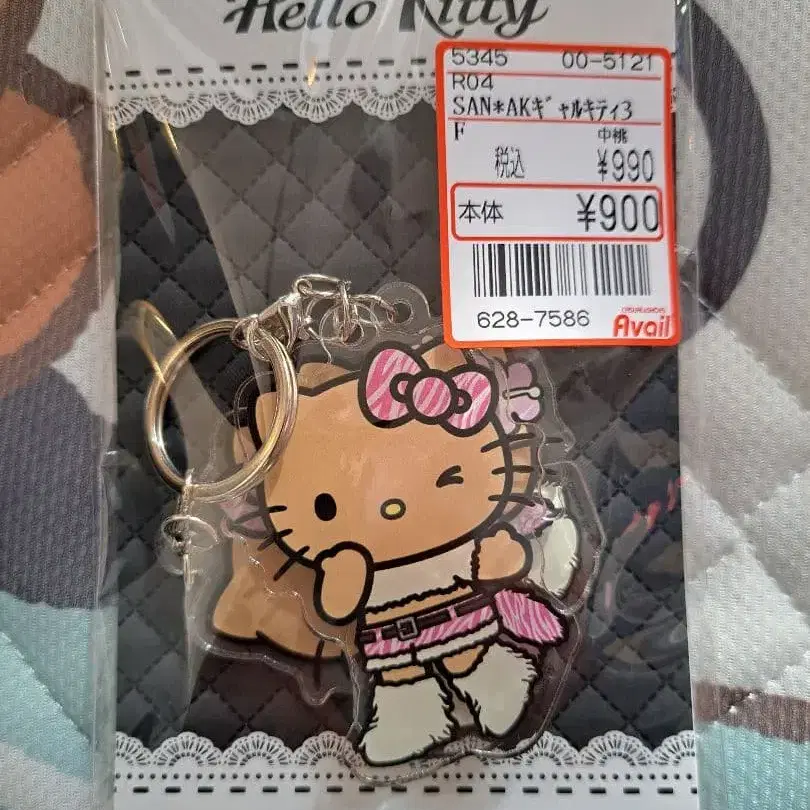 Hello Kitty
5345 00-5121
R04
SAN*AKギャルキティ3
F 中桃
税込 ¥990
本体 ¥900
628-7586
Avail